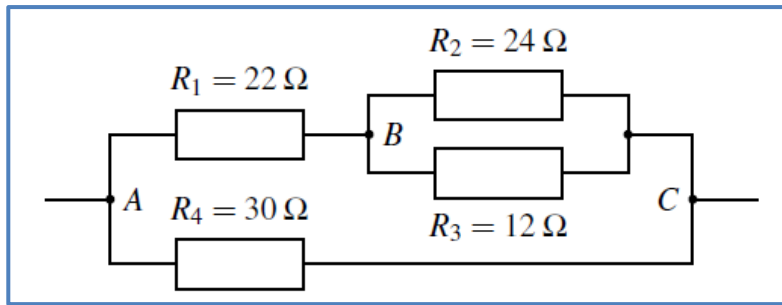 R₂ = 24 Ω
R₁ = 22 Ω
B
A
R₄ = 30 Ω
C
R₃ = 12 Ω